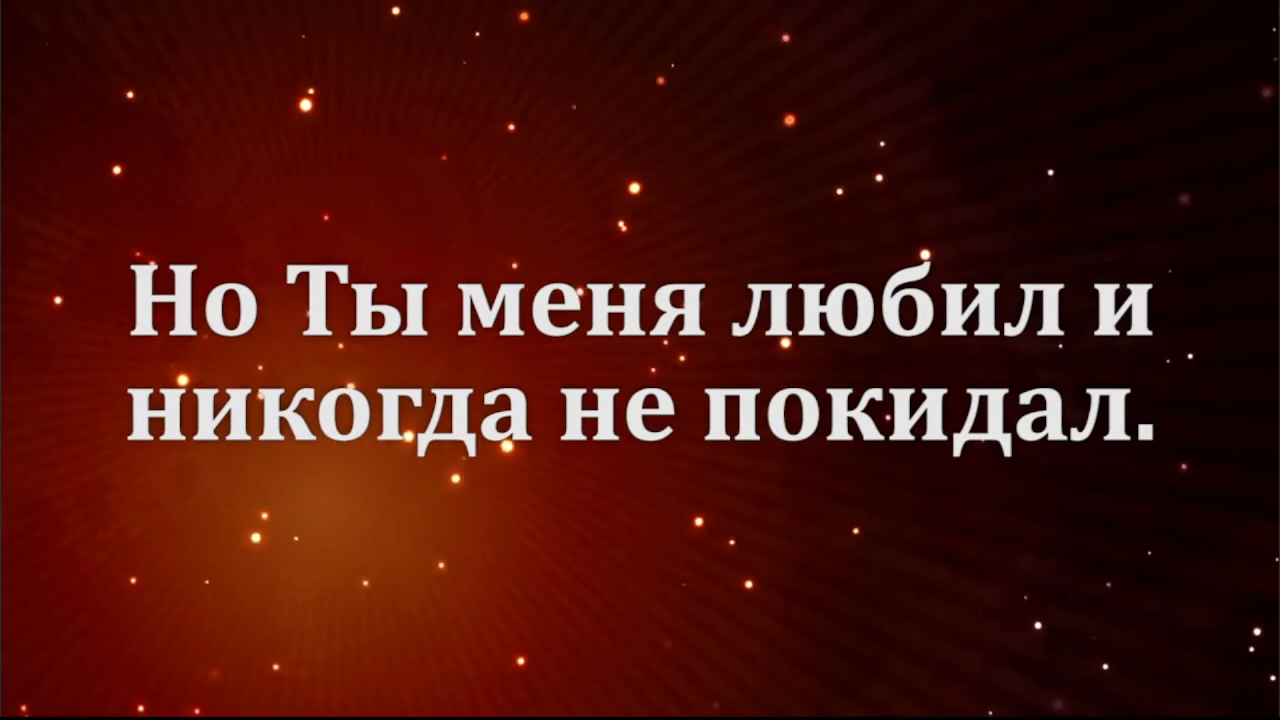 Но Ты меня любил и
никогда не покидал.